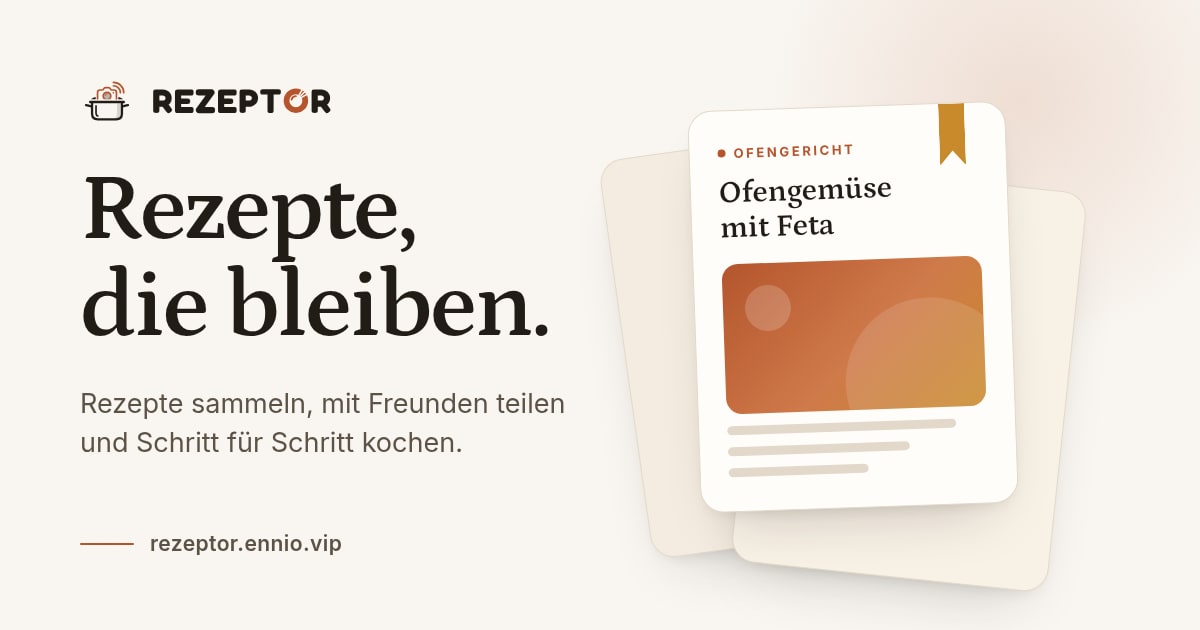 REZEPTOR
Rezepte,
die bleiben.
Rezepte sammeln, mit Freunden teilen
und Schritt für Schritt kochen.
rezeptor.ennio.vip
OFENGERICHT
Ofengemüse
mit Feta